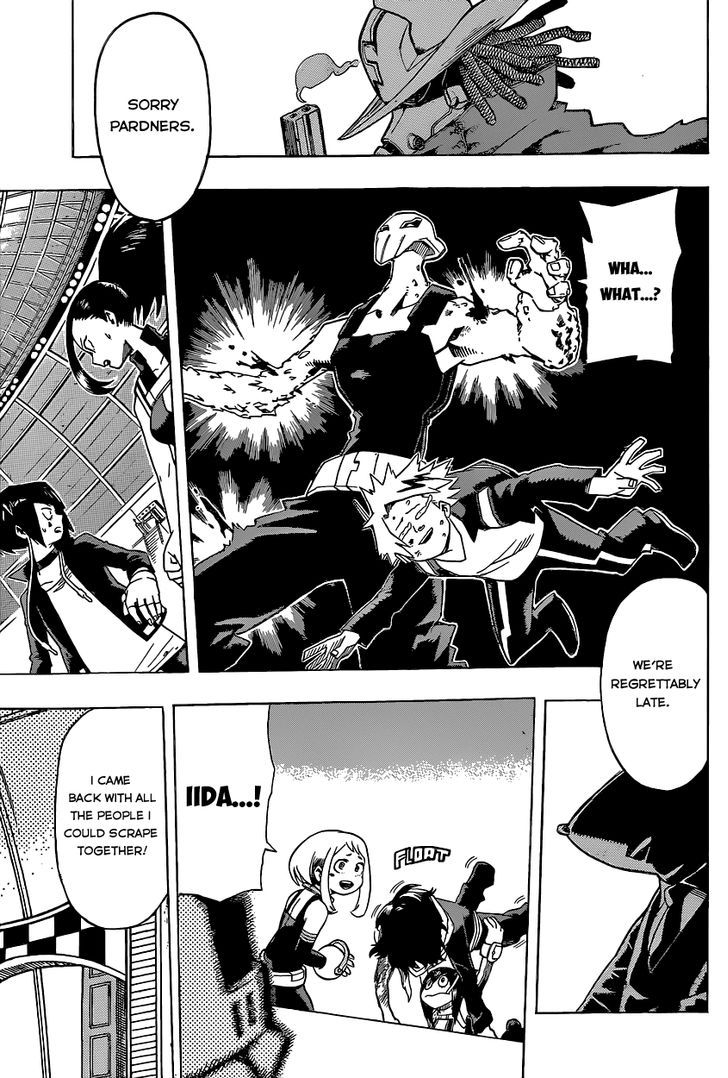 SORRY
PARDNERS.
WHA...
WHAT...?
WE'RE
REGRETTABLY
LATE.
FLOAT
IIDA...!
I CAME
BACK WITH ALL
THE PEOPLE I
COULD SCRAPE
TOGETHER!